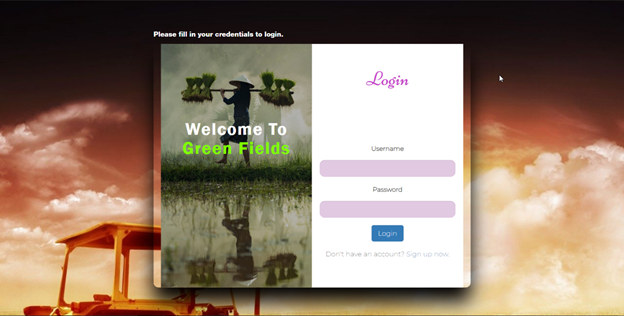 Please fill in your credentials to login.
Welcome To
Green Fields
Login
Username
Password
Login
Don't have an account? Sign up now.